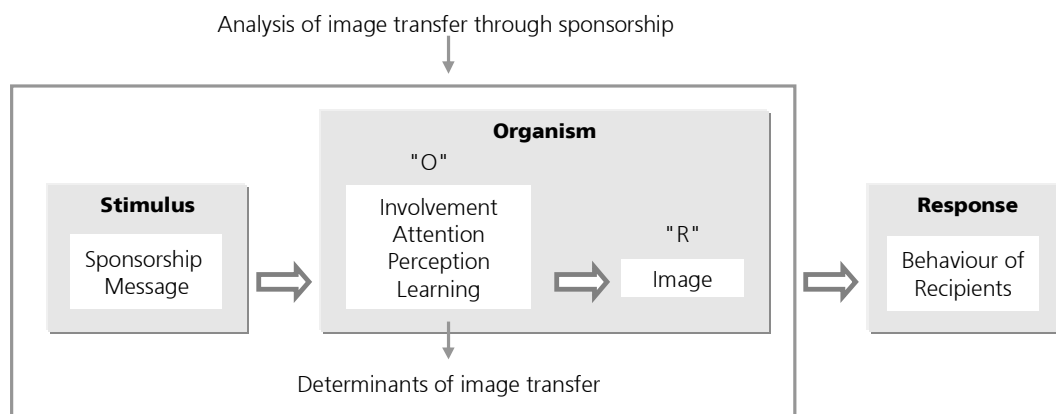 Analysis of image transfer through sponsorship
Organism
"O"
Stimulus
Sponsorship
Message
Involvement
Attention
Perception
Learning
"R"
Image
Response
Behaviour of
Recipients
Determinants of image transfer